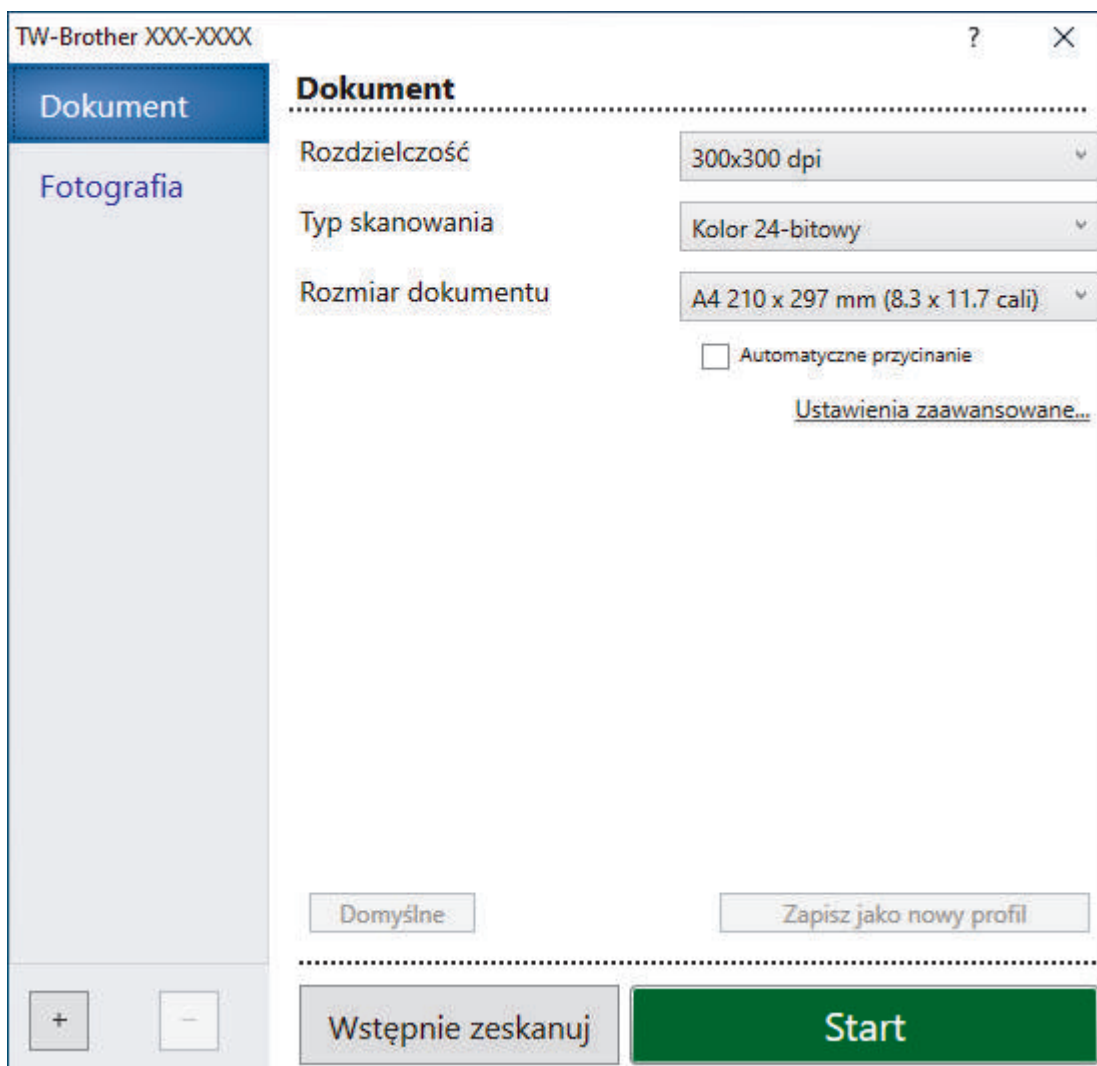 TW-Brother XXX-XXXX ?
Dokument
Fotografia
Dokument
Rozdzielczość 300x300 dpi
Typ skanowania Kolor 24-bitowy
Rozmiar dokumentu A4 210 x 297 mm (8.3 x 11.7 cali)
Automatyczne przycinanie
Ustawienia zaawansowane...
Domyślne Zapisz jako nowy profil
+ − Wstępnie zeskanuj Start